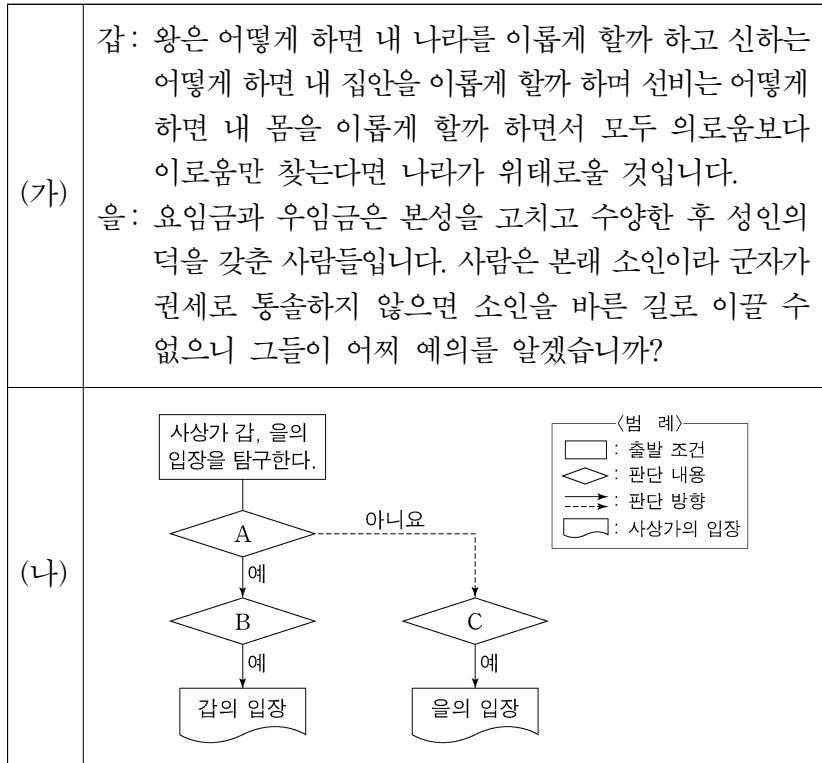 (가)
갑: 왕은 어떻게 하면 내 나라를 이롭게 할까 하고 신하는
어떻게 하면 내 집안을 이롭게 할까 하며 선비는 어떻게
하면 내 몸을 이롭게 할까 하면서 모두 의로움보다
이로움만 찾는다면 나라가 위태로울 것입니다.
을: 요임금과 우임금은 본성을 고치고 수양한 후 성인의
덕을 갖춘 사람들입니다. 사람은 본래 소인이라 군자가
권세로 통솔하지 않으면 소인을 바른 길로 이끌 수
없으니 그들이 어찌 예의를 알겠습니까?
(나)
사상가 갑, 을의
입장을 탐구한다.
A
아니요
예
B
C
예
예
갑의 입장
을의 입장
〈범 례〉
: 출발 조건
: 판단 내용
: 판단 방향
: 사상가의 입장